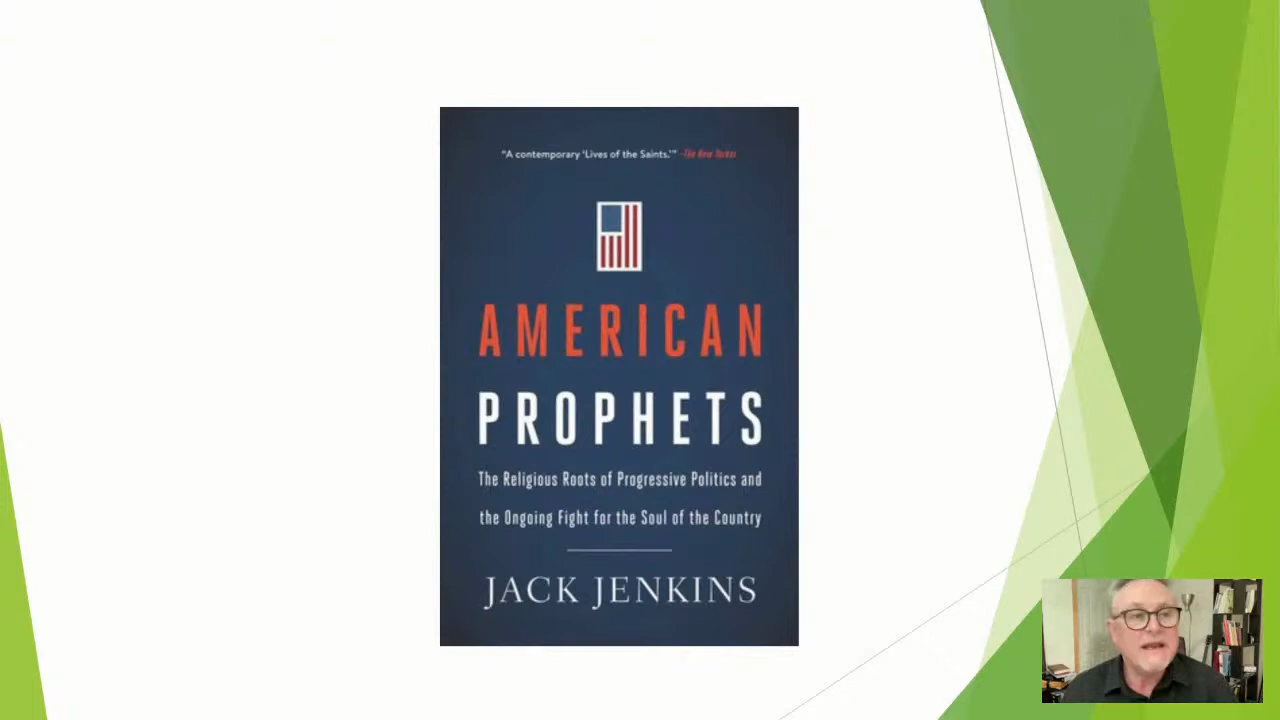 "A contemporary 'Lives of the Saints.'" -The New Yorker
AMERICAN
PROPHETS
The Religious Roots of Progressive Politics and
the Ongoing Fight for the Soul of the Country
JACK JENKINS